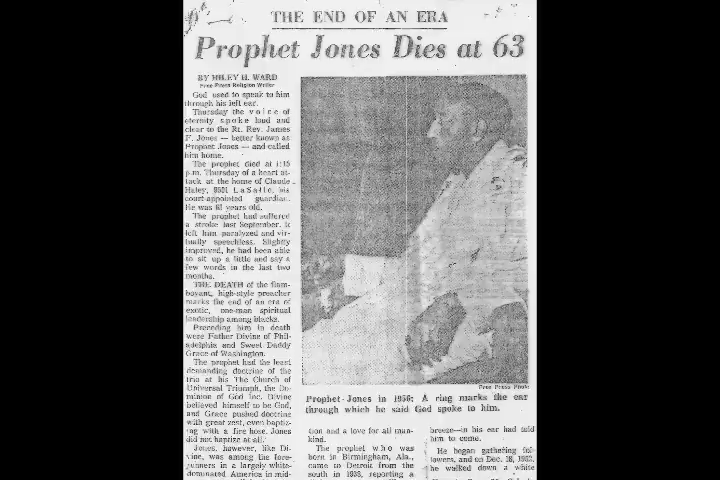 THE END OF AN ERA
Prophet Jones Dies at 63
BY HILEY H. WARD
Free Press Religion Writer
God used to speak to him
through his left ear.
Thursday the voice of
eternity spoke loud and
clear to the Rt. Rev. James
F. Jones — better known as
Prophet Jones — and called
him home.
The prophet died at 1:15
p.m. Thursday of a heart at-
tack at the home of Claude
Haley, LaSalle, his
court-appointed guardian.
He was 63 years old.
The prophet had suffered
a stroke last September. It
left him paralyzed and vir-
tually speechless. Slightly
improved, he had been able
to sit up a little and say a
few words in the last two
months.
THE DEATH of the flam-
boyant, high-style preacher
marks the end of an era of
exotic, one-man spiritual
leadership among blacks.
Preceding him in death
were Father Divine of Phil-
adelphia and Sweet Daddy
Grace of Washington.
The prophet had the least
demanding doctrine of the
trio at his The Church of
Universal Triumph, the Do-
minion of God Inc. Divine
believed himself to be God,
and Grace pushed doctrine
with great zest, even baptiz-
ing with a fire hose. Jones
did not baptize at all.
Jones, however, like Di-
vine, was among the fore-
runners in a largely white-
dominated America in mid-
Free Press Photo
Prophet Jones in 1956: A ring marks the ear
through which he said God spoke to him.
tion and a love for all man-
kind.
The prophet who was
born in Birmingham, Ala.,
came to Detroit from the
south in 1938, reporting a
breeze—in his ear had told
him to come.
He began gathering fol-
lowers, and on Dec. 18,
he walked down a white